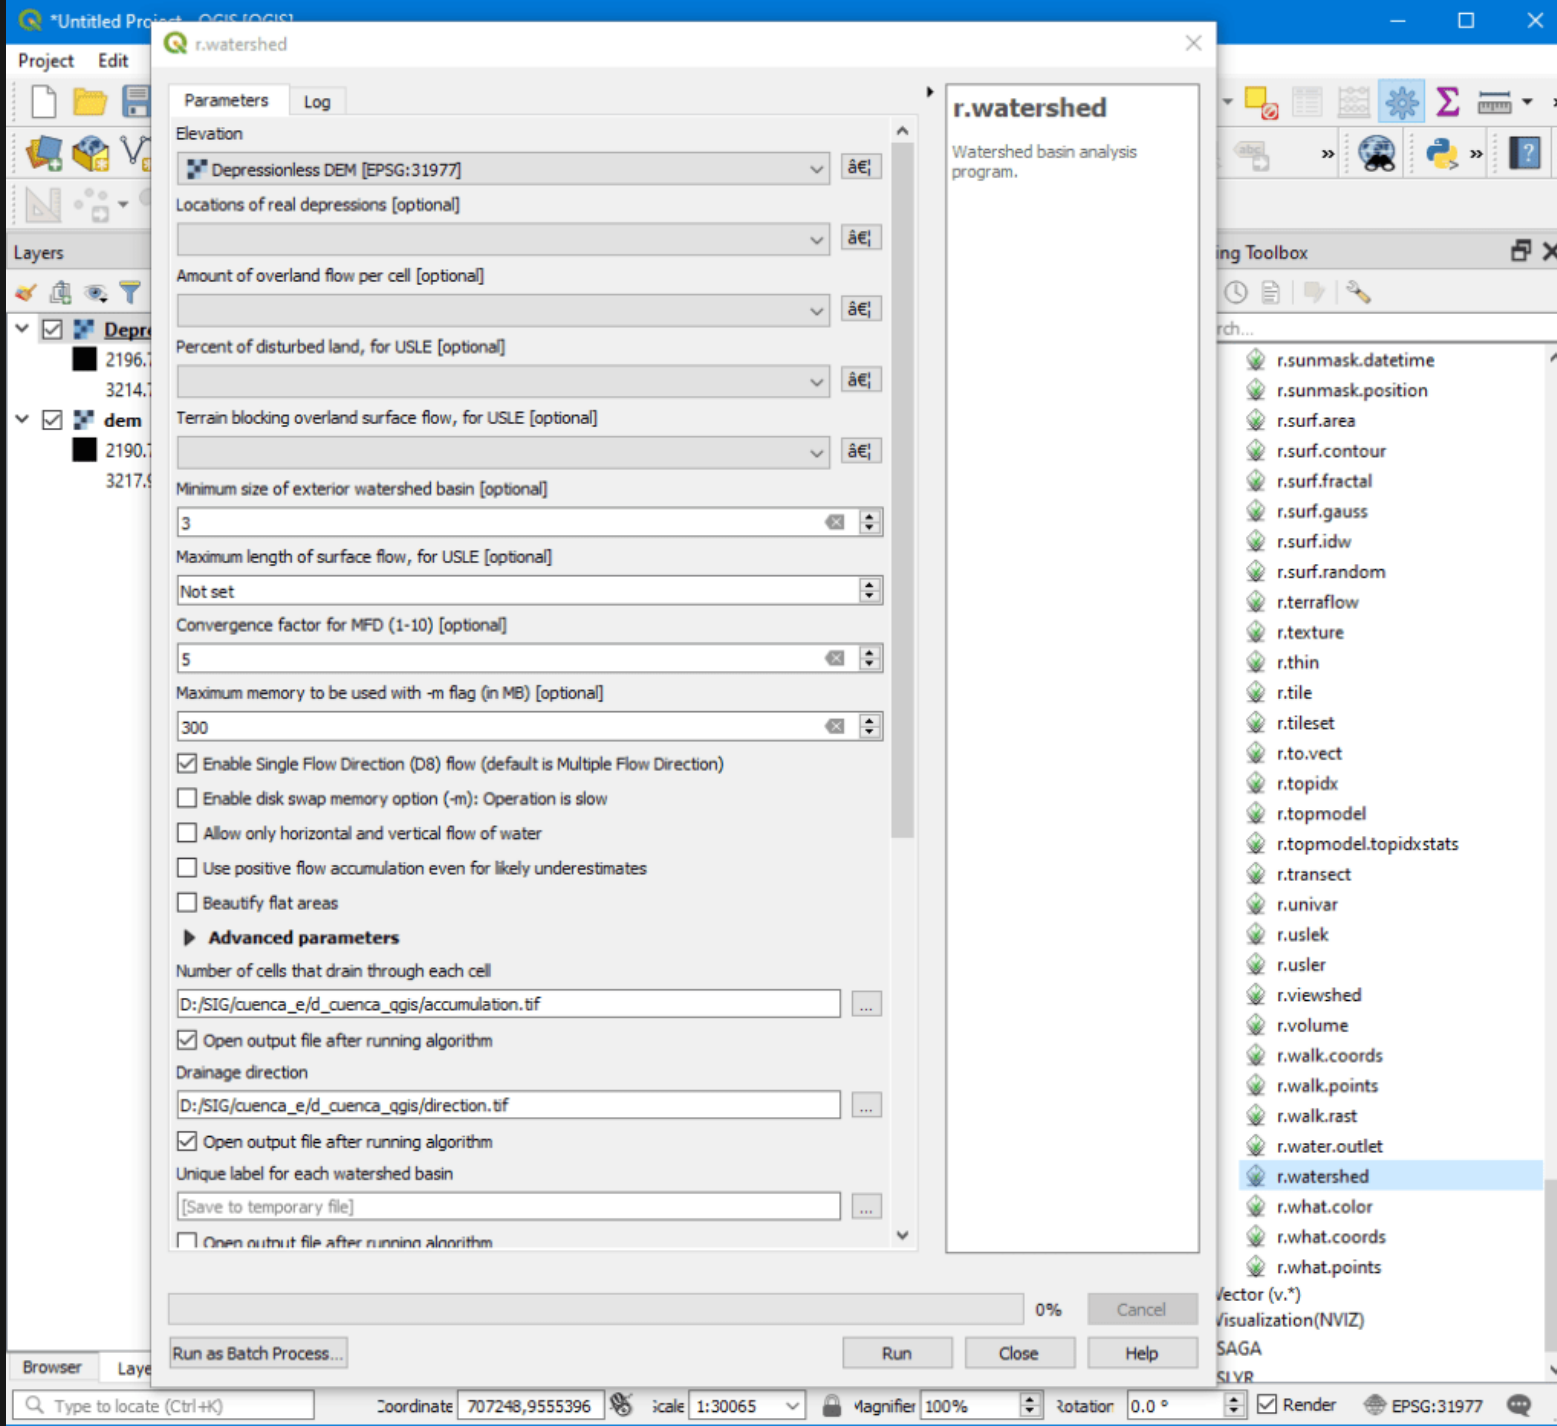 *Untitled Project - QGIS [QGIS]
r.watershed
Project Edit
Parameters Log
Elevation
Depressionless DEM [EPSG:31977] â€¦
Locations of real depressions [optional]
â€¦
Amount of overland flow per cell [optional]
â€¦
Percent of disturbed land, for USLE [optional]
â€¦
Terrain blocking overland surface flow, for USLE [optional]
â€¦
Minimum size of exterior watershed basin [optional]
3
Maximum length of surface flow, for USLE [optional]
Not set
Convergence factor for MFD (1-10) [optional]
5
Maximum memory to be used with -m flag (in MB) [optional]
300
Enable Single Flow Direction (D8) flow (default is Multiple Flow Direction)
Enable disk swap memory option (-m): Operation is slow
Allow only horizontal and vertical flow of water
Use positive flow accumulation even for likely underestimates
Beautify flat areas
Advanced parameters
Number of cells that drain through each cell
D:/SIG/cuenca_e/d_cuenca_qgis/accumulation.tif ...
Open output file after running algorithm
Drainage direction
D:/SIG/cuenca_e/d_cuenca_qgis/direction.tif ...
Open output file after running algorithm
Unique label for each watershed basin
[Save to temporary file] ...
Open output file after running algorithm
0% Cancel
Run as Batch Process... Run Close Help
r.watershed
Watershed basin analysis
program.
Layers
Depre
2196.7
3214.7
dem
2190.7
3217.9
Browser Laye
abc
ing Toolbox
rch...
r.sunmask.datetime
r.sunmask.position
r.surf.area
r.surf.contour
r.surf.fractal
r.surf.gauss
r.surf.idw
r.surf.random
r.terraflow
r.texture
r.thin
r.tile
r.tileset
r.to.vect
r.topidx
r.topmodel
r.topmodel.topidxstats
r.transect
r.univar
r.uslek
r.usler
r.viewshed
r.volume
r.walk.coords
r.walk.points
r.walk.rast
r.water.outlet
r.watershed
r.what.color
r.what.coords
r.what.points
Vector (v.*)
Visualization(NVIZ)
SAGA
SLYR
Type to locate (Ctrl+K) Coordinate 707248,9555396 Scale 1:30065 Magnifier 100% Rotation 0.0 ° Render EPSG:31977